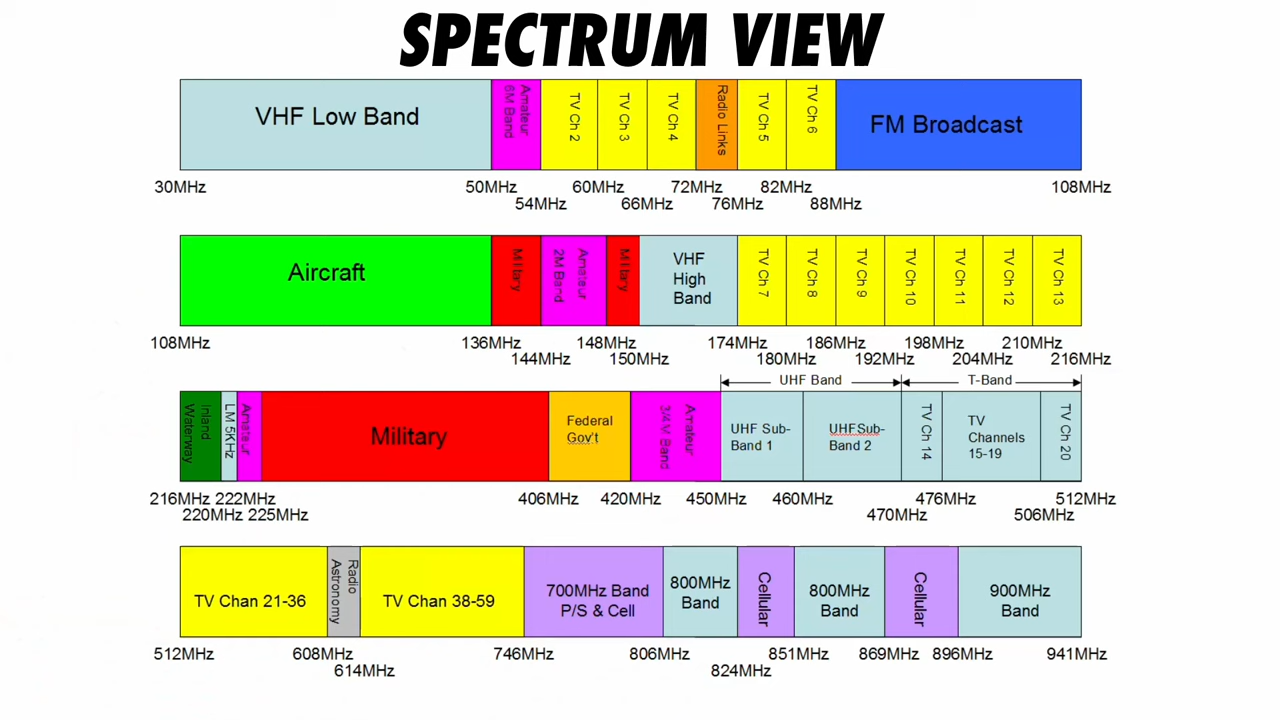 SPECTRUM VIEW
VHF Low Band
Amateur
6M Band
TV Ch 2
TV Ch 3
TV Ch 4
Radio Links
TV Ch 5
TV Ch 6
FM Broadcast
30MHz
50MHz
60MHz
72MHz
82MHz
108MHz
54MHz
66MHz
76MHz
88MHz
Aircraft
Military
Amateur
2M Band
Military
VHF
High
Band
TV Ch 7
TV Ch 8
TV Ch 9
TV Ch 10
TV Ch 11
TV Ch 12
TV Ch 13
108MHz
136MHz
148MHz
174MHz
186MHz
198MHz
210MHz
144MHz
150MHz
180MHz
192MHz
204MHz
216MHz
UHF Band
T-Band
Inland
Waterway
LM 5KHz
Amateur
Military
Federal
Gov't
Amateur
3/4 M Band
UHF Sub-
Band 1
UHFSub-
Band 2
TV Ch 14
TV
Channels
15-19
TV Ch 20
216MHz
222MHz
406MHz
420MHz
450MHz
460MHz
476MHz
512MHz
220MHz
225MHz
470MHz
506MHz
TV Chan 21-36
Radio
Astronomy
TV Chan 38-59
700MHz Band
P/S & Cell
800MHz
Band
Cellular
800MHz
Band
Cellular
900MHz
Band
512MHz
608MHz
746MHz
806MHz
851MHz
869MHz
896MHz
941MHz
614MHz
824MHz